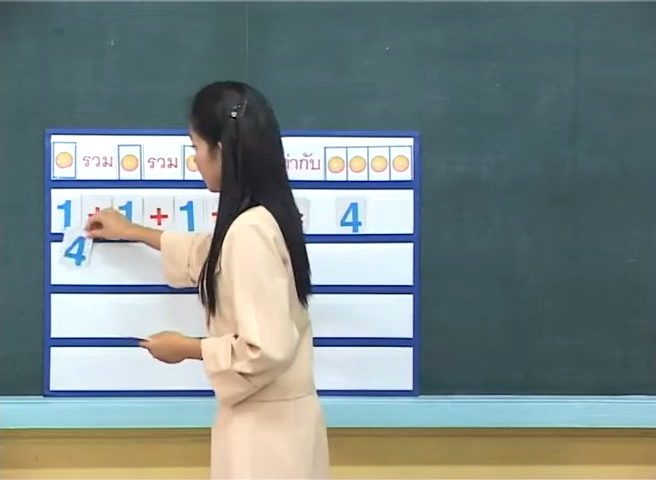 รวม รวม เท่ากับ
1 + 1 + 1 + 4
4